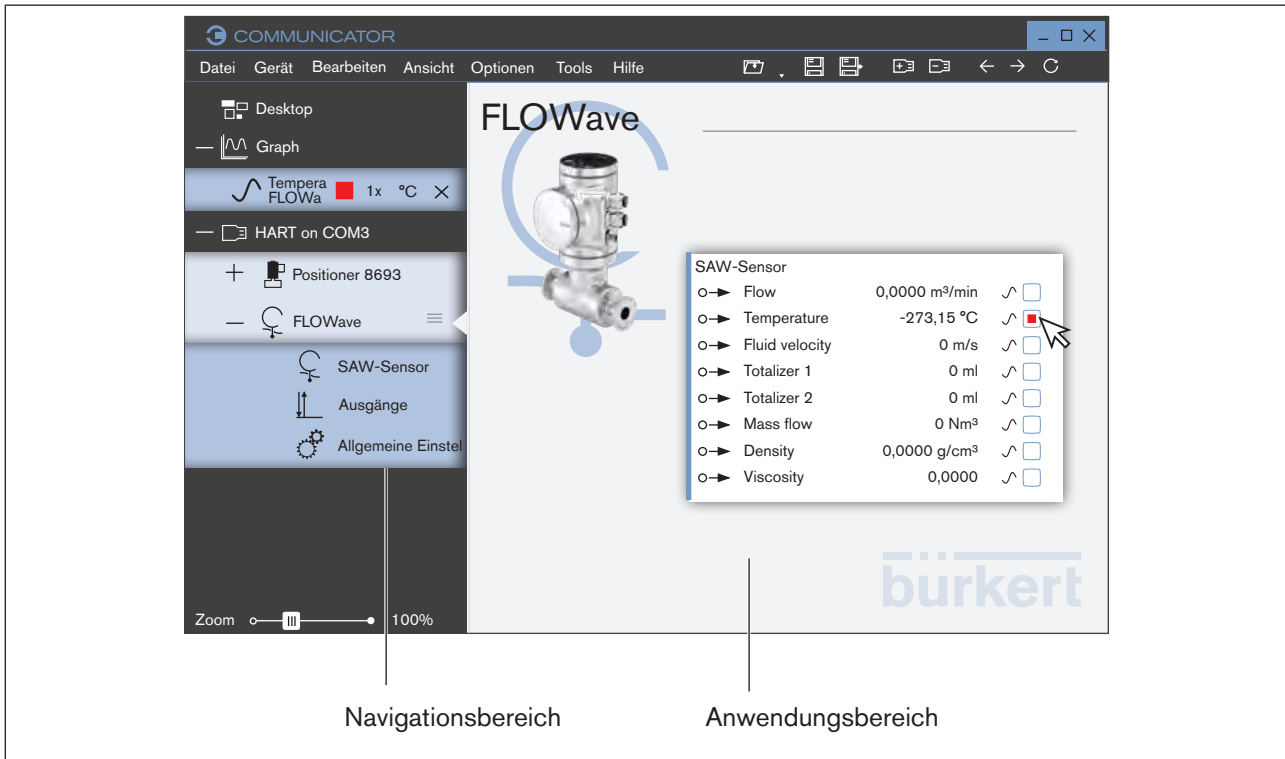 COMMUNICATOR
Datei Gerät Bearbeiten Ansicht Optionen Tools Hilfe
Desktop
Graph
Tempera
FLOWa 1x °C
HART on COM3
Positioner 8693
FLOWave
SAW-Sensor
Ausgänge
Allgemeine Einstel
Zoom 100%
FLOWave
SAW-Sensor
Flow 0,0000 m³/min
Temperature -273,15 °C
Fluid velocity 0 m/s
Totalizer 1 0 ml
Totalizer 2 0 ml
Mass flow 0 Nm³
Density 0,0000 g/cm³
Viscosity 0,0000
burkert
Navigationsbereich Anwendungsbereich